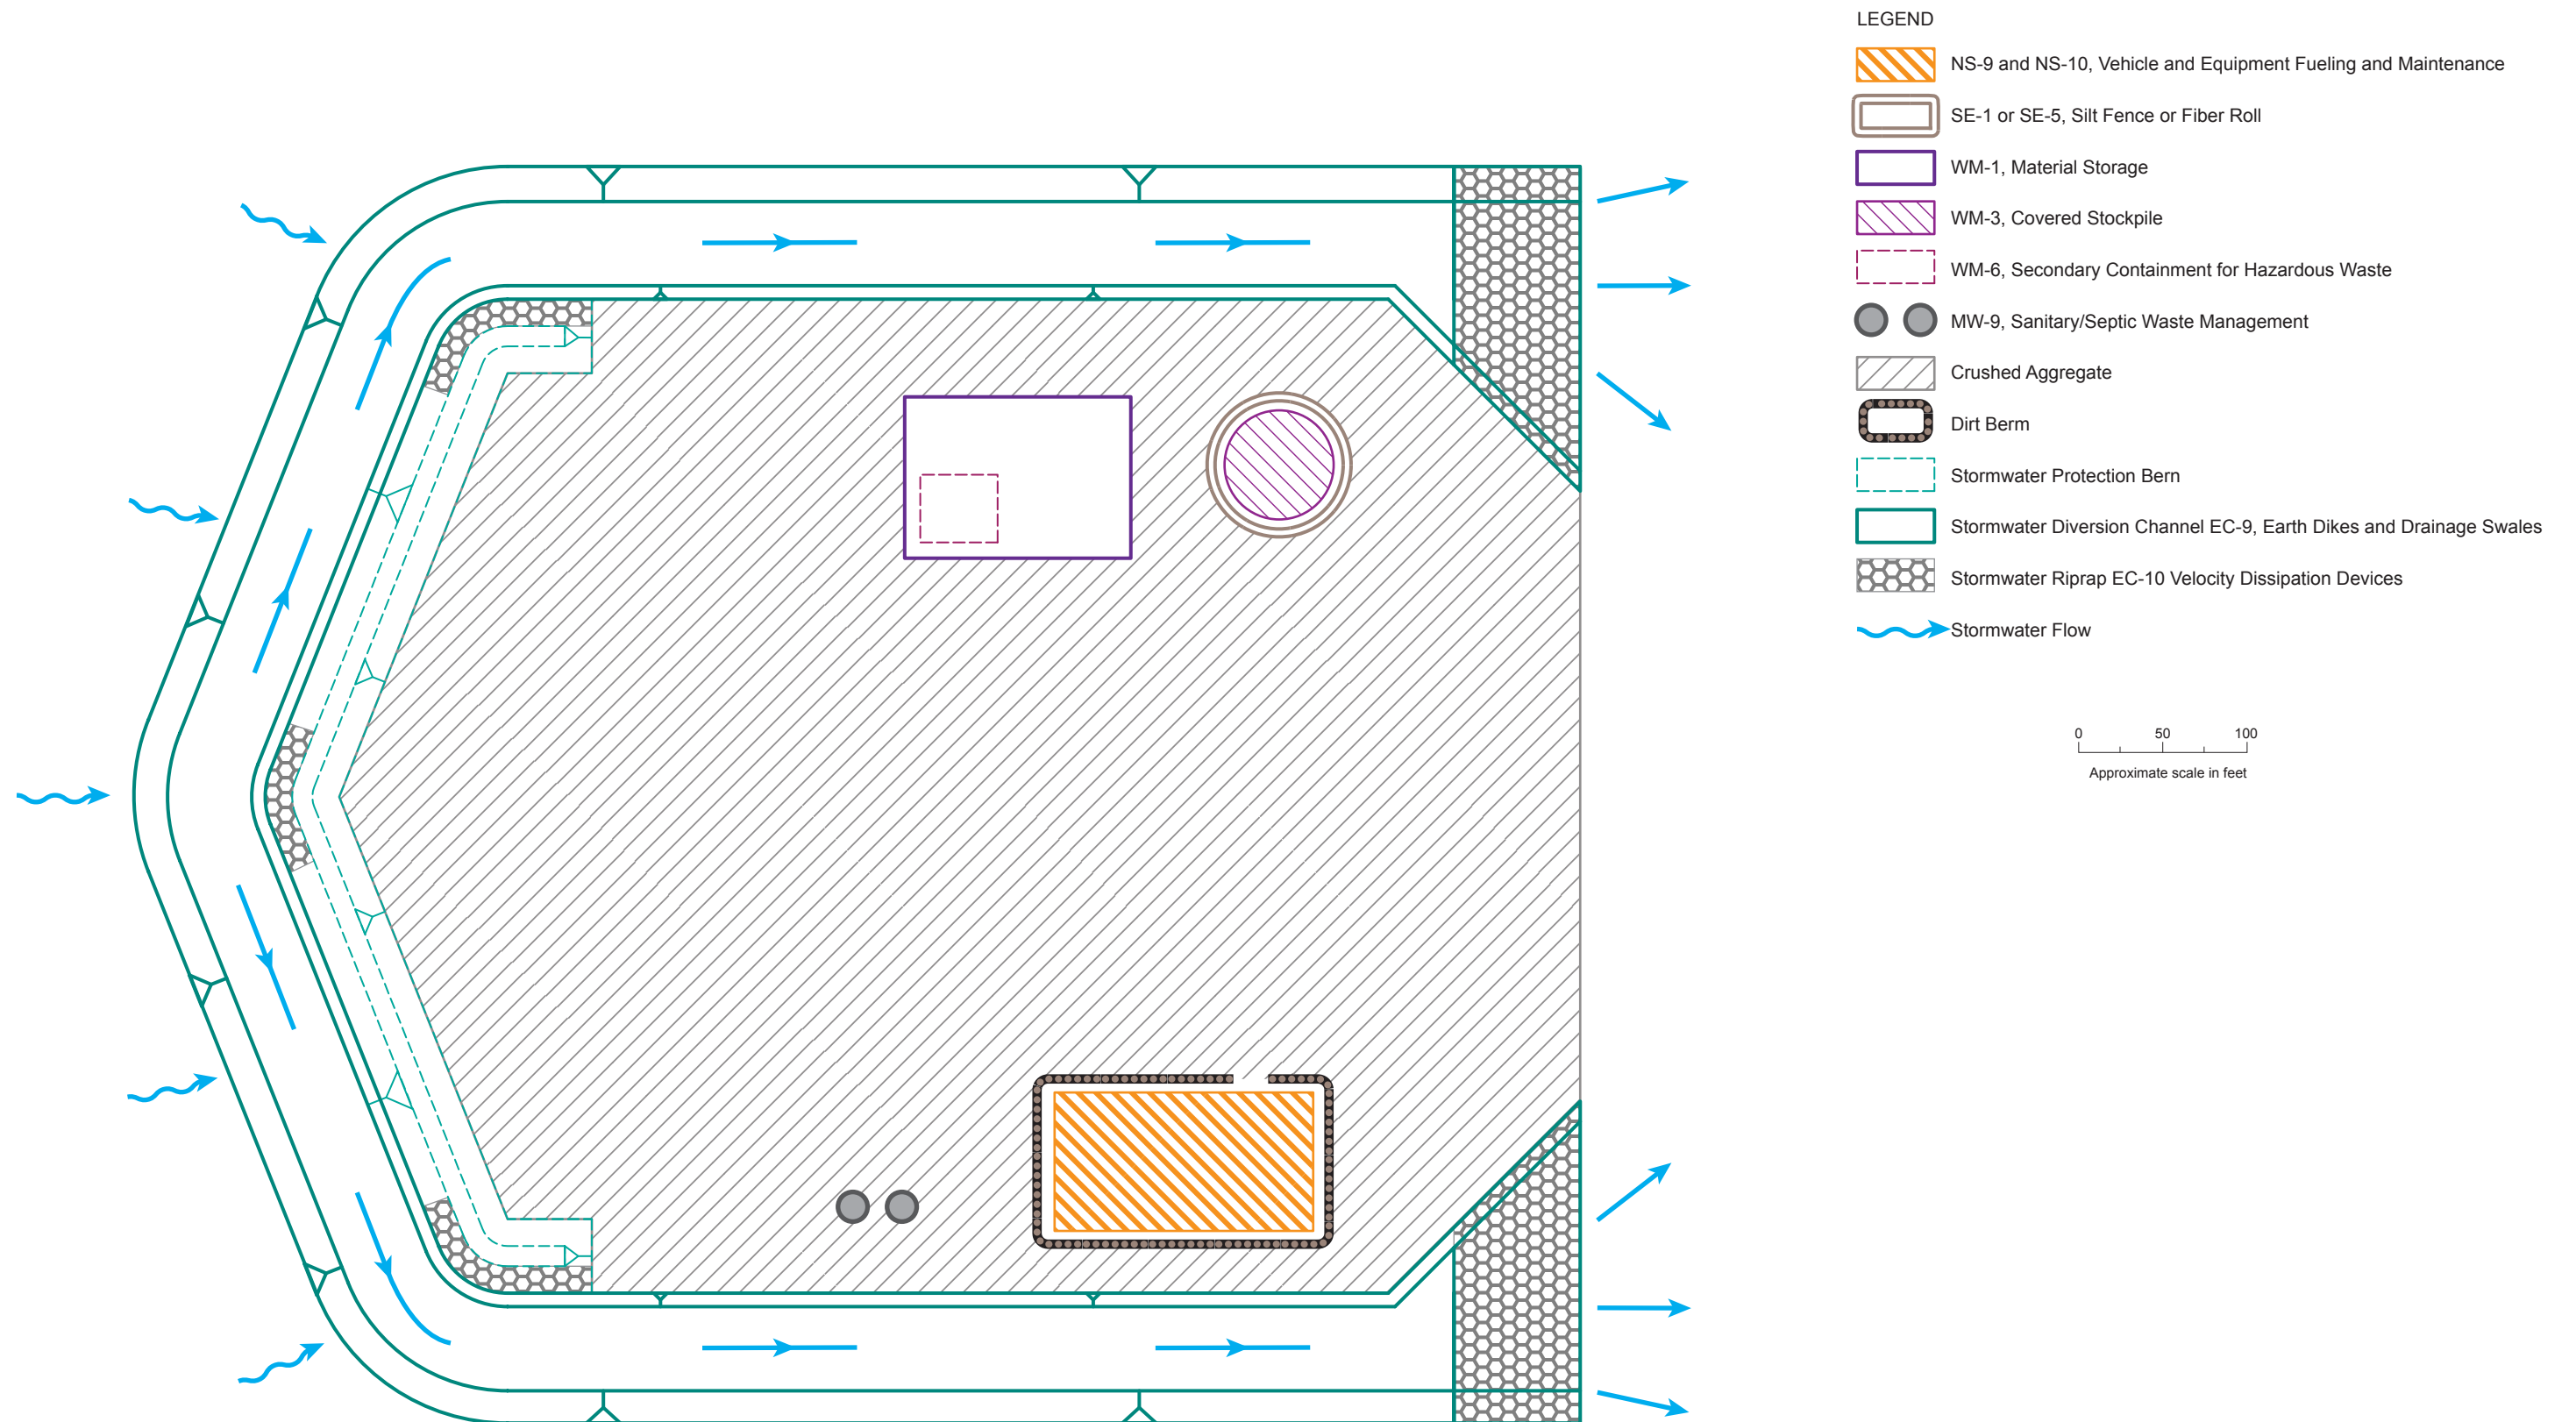 LEGEND
NS-9 and NS-10, Vehicle and Equipment Fueling and Maintenance
SE-1 or SE-5, Silt Fence or Fiber Roll
WM-1, Material Storage
WM-3, Covered Stockpile
WM-6, Secondary Containment for Hazardous Waste
MW-9, Sanitary/Septic Waste Management
Crushed Aggregate
Dirt Berm
Stormwater Protection Bern
Stormwater Diversion Channel EC-9, Earth Dikes and Drainage Swales
Stormwater Riprap EC-10 Velocity Dissipation Devices
Stormwater Flow
0 50 100
Approximate scale in feet